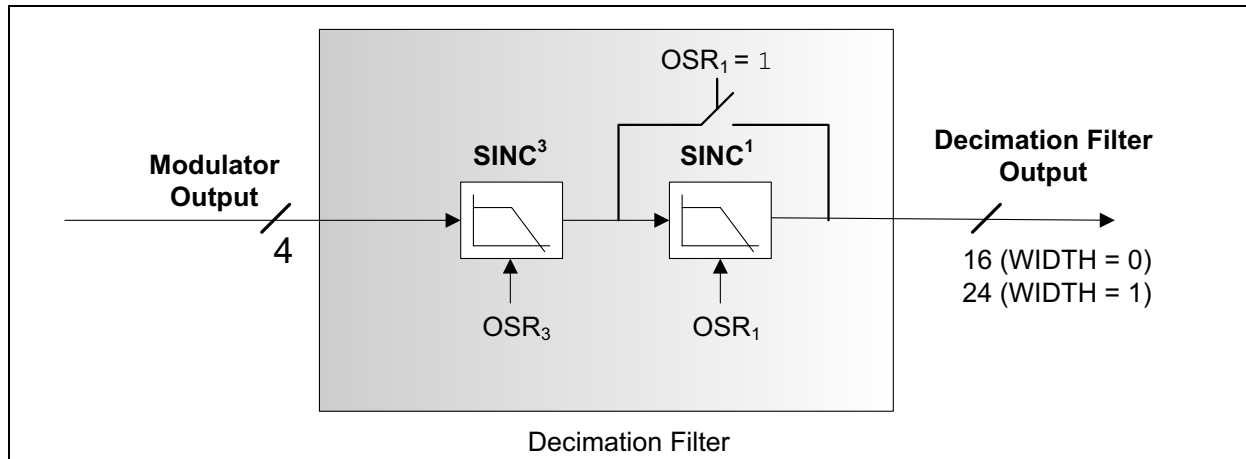 OSR₁ = 1
SINC³
SINC¹
Modulator
Output
4
Decimation Filter
Output
16 (WIDTH = 0)
24 (WIDTH = 1)
OSR₃
OSR₁
Decimation Filter